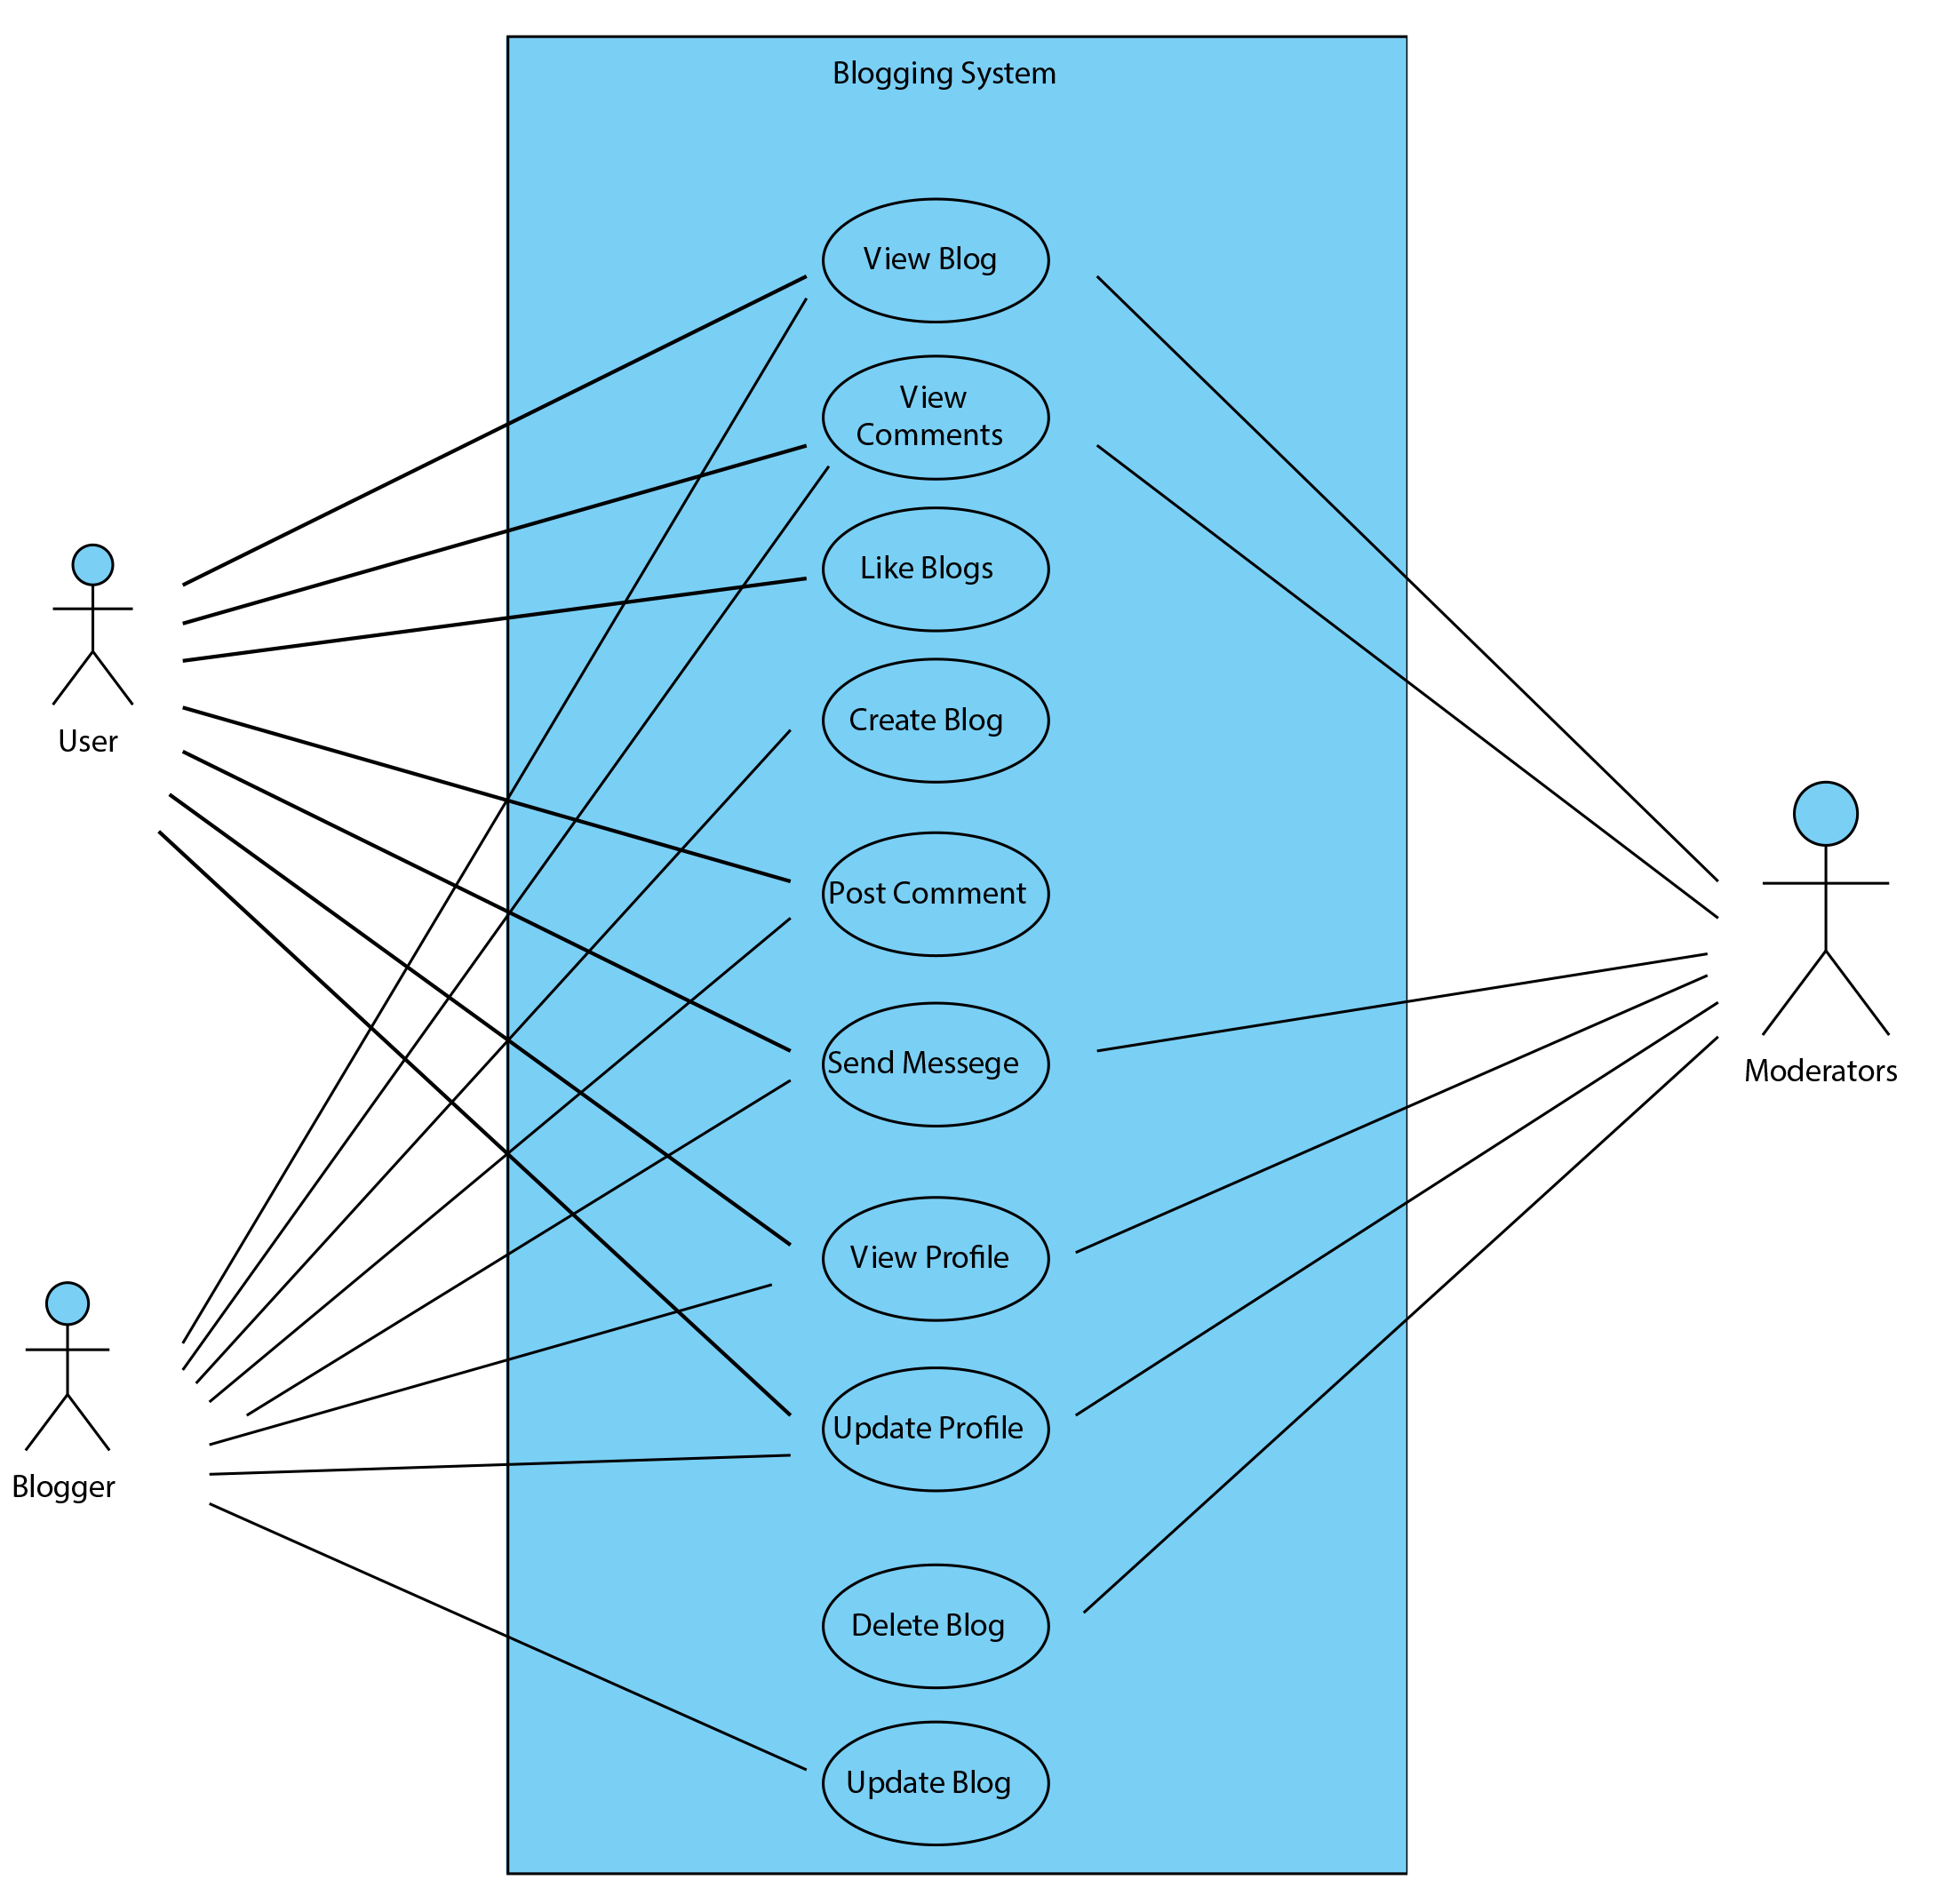 Blogging System
View Blog
View
Comments
Like Blogs
Create Blog
Post Comment
Send Messege
View Profile
Update Profile
Delete Blog
Update Blog
User
Blogger
Moderators